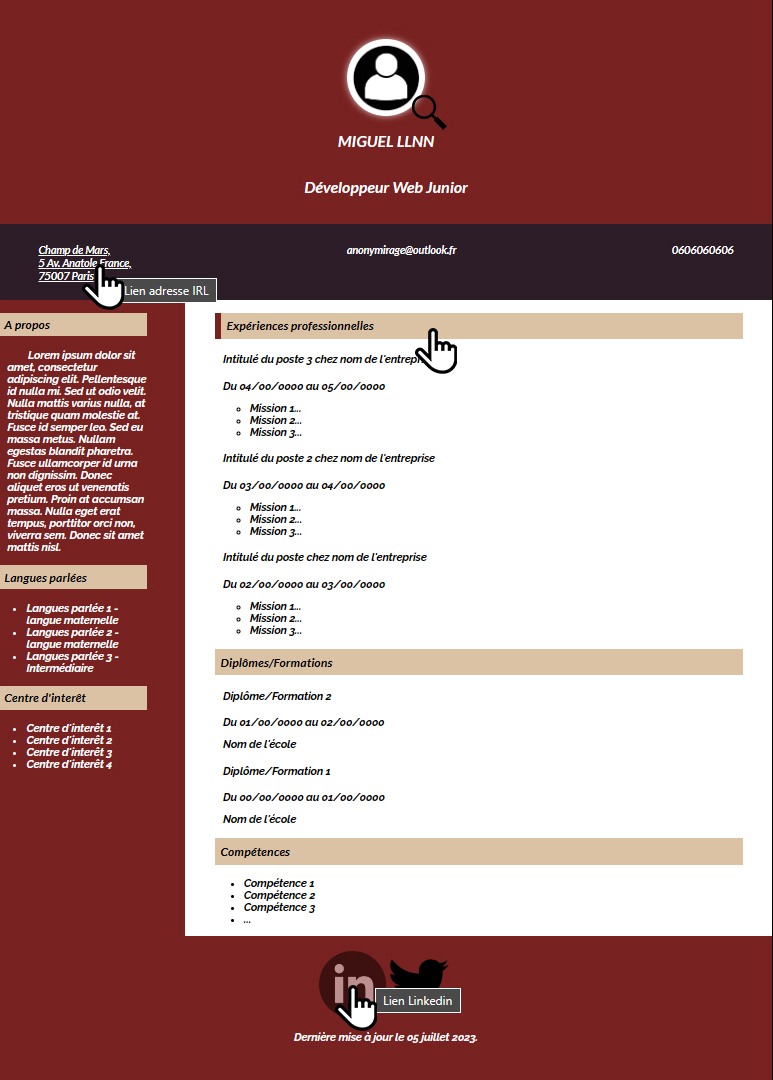 MIGUEL LLNN
Développeur Web Junior
Champ de Mars,
5 Av. Anatole France,
75007 Paris
anonymirage@outlook.fr
0606060606
Lien adresse IRL
A propos
Lorem ipsum dolor sit
amet, consectetur
adipiscing elit. Pellentesque
id nulla mi. Sed ut odio velit.
Nulla mattis varius nulla, at
tristique quam molestie at.
Fusce id semper leo. Sed eu
massa metus. Nullam
egestas blandit pharetra.
Fusce ullamcorper id urna
non dignissim. Donec
aliquet eros ut venenatis
pretium. Proin at accumsan
massa. Nulla eget erat
tempus, porttitor orci non,
viverra sem. Donec sit amet
mattis nisl.
Langues parlées
Langues parlée 1 -
langue maternelle
Langues parlée 2 -
langue maternelle
Langues parlée 3 -
Intermédiaire
Centre d'interêt
Centre d'interêt 1
Centre d'interêt 2
Centre d'interêt 3
Centre d'interêt 4
Expériences professionnelles
Intitulé du poste 3 chez nom de l'entrepri
Du 04/00/0000 au 05/00/0000
Mission 1...
Mission 2...
Mission 3...
Intitulé du poste 2 chez nom de l'entreprise
Du 03/00/0000 au 04/00/0000
Mission 1...
Mission 2...
Mission 3...
Intitulé du poste chez nom de l'entreprise
Du 02/00/0000 au 03/00/0000
Mission 1...
Mission 2...
Mission 3...
Diplômes/Formations
Diplôme/Formation 2
Du 01/00/0000 au 02/00/0000
Nom de l'école
Diplôme/Formation 1
Du 00/00/0000 au 01/00/0000
Nom de l'école
Compétences
Compétence 1
Compétence 2
Compétence 3
...
in
Lien Linkedin
Dernière mise à jour le 05 juillet 2023.